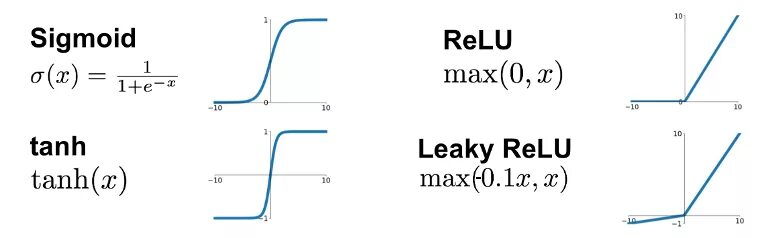 Sigmoid
σ(x) = 1/(1+e^{-x})
1
0
-10
10
ReLU
max(0, x)
10
0
-10
10
tanh
tanh(x)
1
-10
10
-1
Leaky ReLU
max(-0.1x, x)
10
-10
-1
10